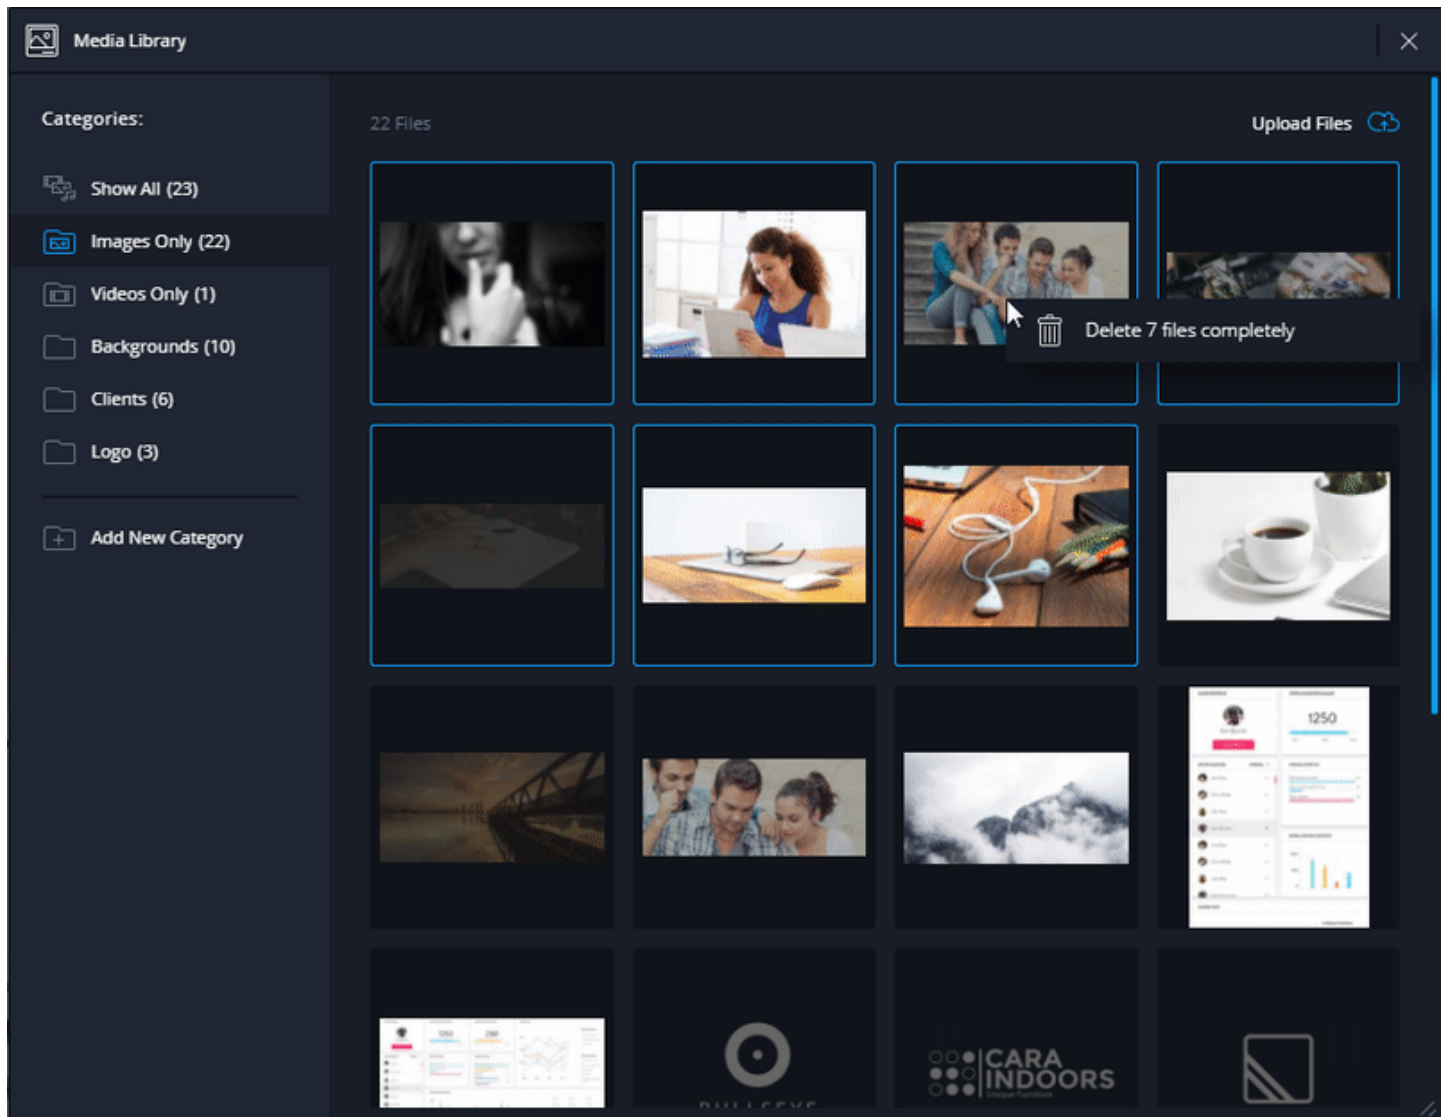 Media Library
Categories:
22 Files
Upload Files
Show All (23)
Images Only (22)
Videos Only (1)
Backgrounds (10)
Clients (6)
Logo (3)
Add New Category
Delete 7 files completely
1250
CARA
INDOORS